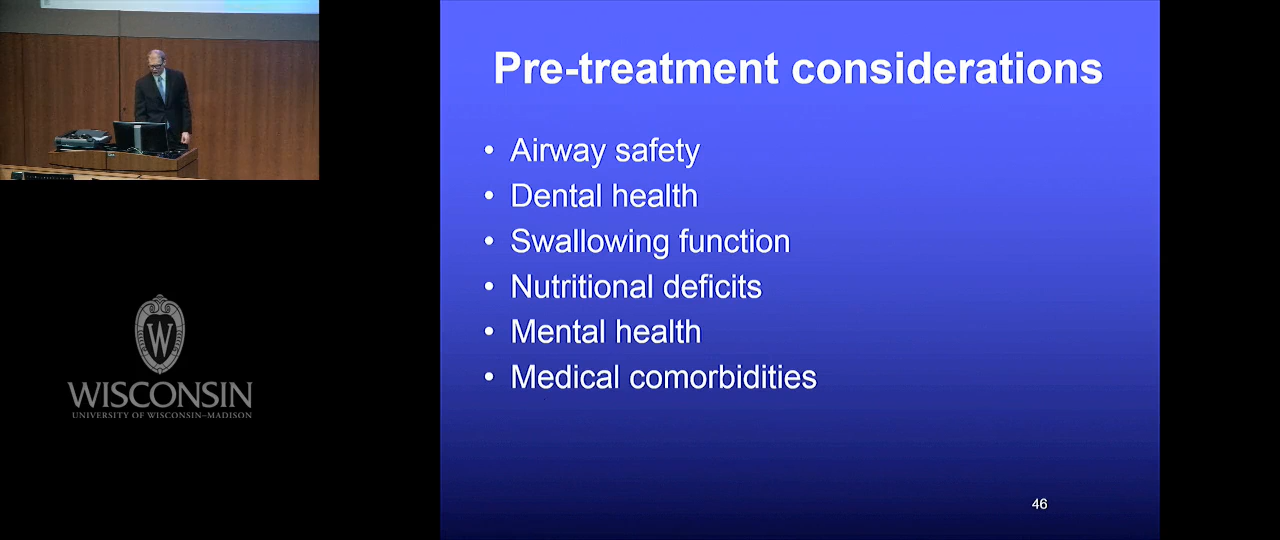 Pre-treatment considerations
• Airway safety
• Dental health
• Swallowing function
• Nutritional deficits
• Mental health
• Medical comorbidities
46
W
WISCONSIN
UNIVERSITY OF WISCONSIN–MADISON